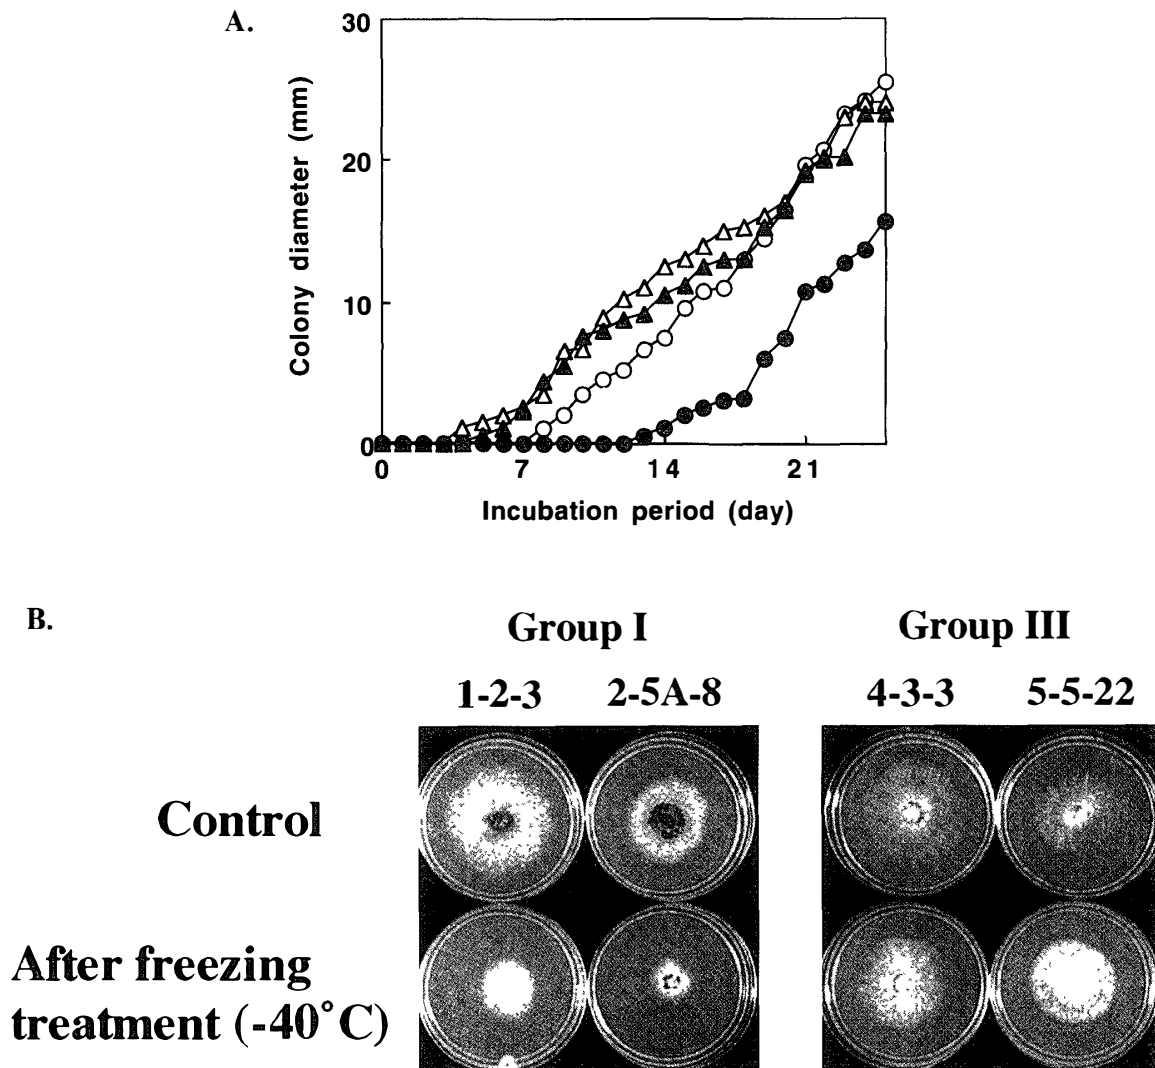 A.
30
20
10
0
0 7 14 21
Colony diameter (mm)
Incubation period (day)
B.
Group I Group III
1-2-3 2-5A-8 4-3-3 5-5-22
Control
After freezing
treatment (-40°C)